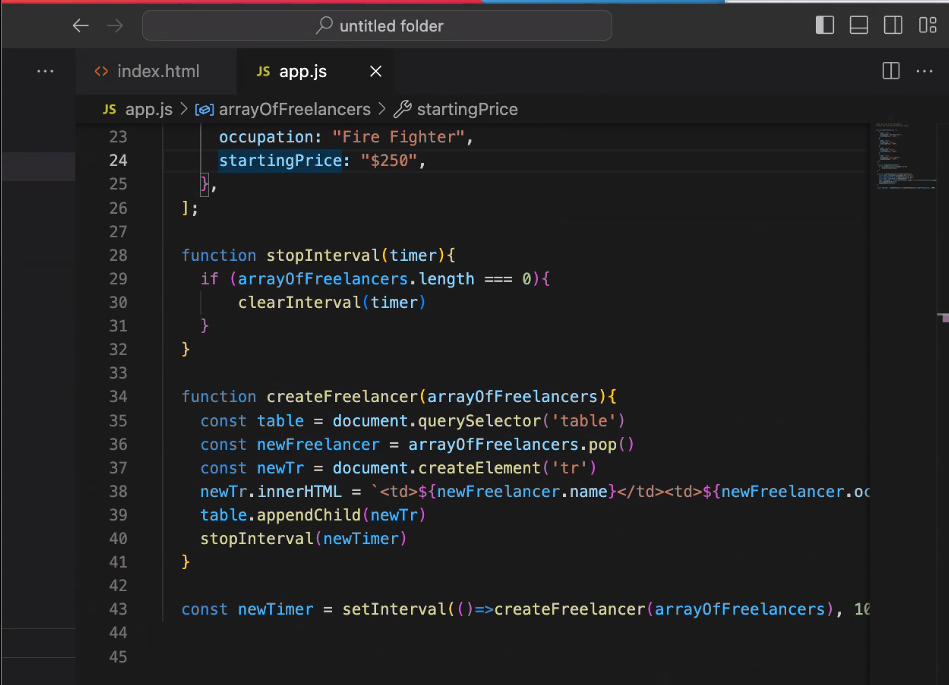 untitled folder
index.html
JS app.js
JS app.js > arrayOfFreelancers > startingPrice
23 occupation: "Fire Fighter",
24 startingPrice: "$250",
25 },
26 ];
27
28 function stopInterval(timer){
29 if (arrayOfFreelancers.length === 0){
30 clearInterval(timer)
31 }
32 }
33
34 function createFreelancer(arrayOfFreelancers){
35 const table = document.querySelector('table')
36 const newFreelancer = arrayOfFreelancers.pop()
37 const newTr = document.createElement('tr')
38 newTr.innerHTML = `<td>${newFreelancer.name}</td><td>${newFreelancer.oc
39 table.appendChild(newTr)
40 stopInterval(newTimer)
41 }
42
43 const newTimer = setInterval(()=>createFreelancer(arrayOfFreelancers), 10
44
45